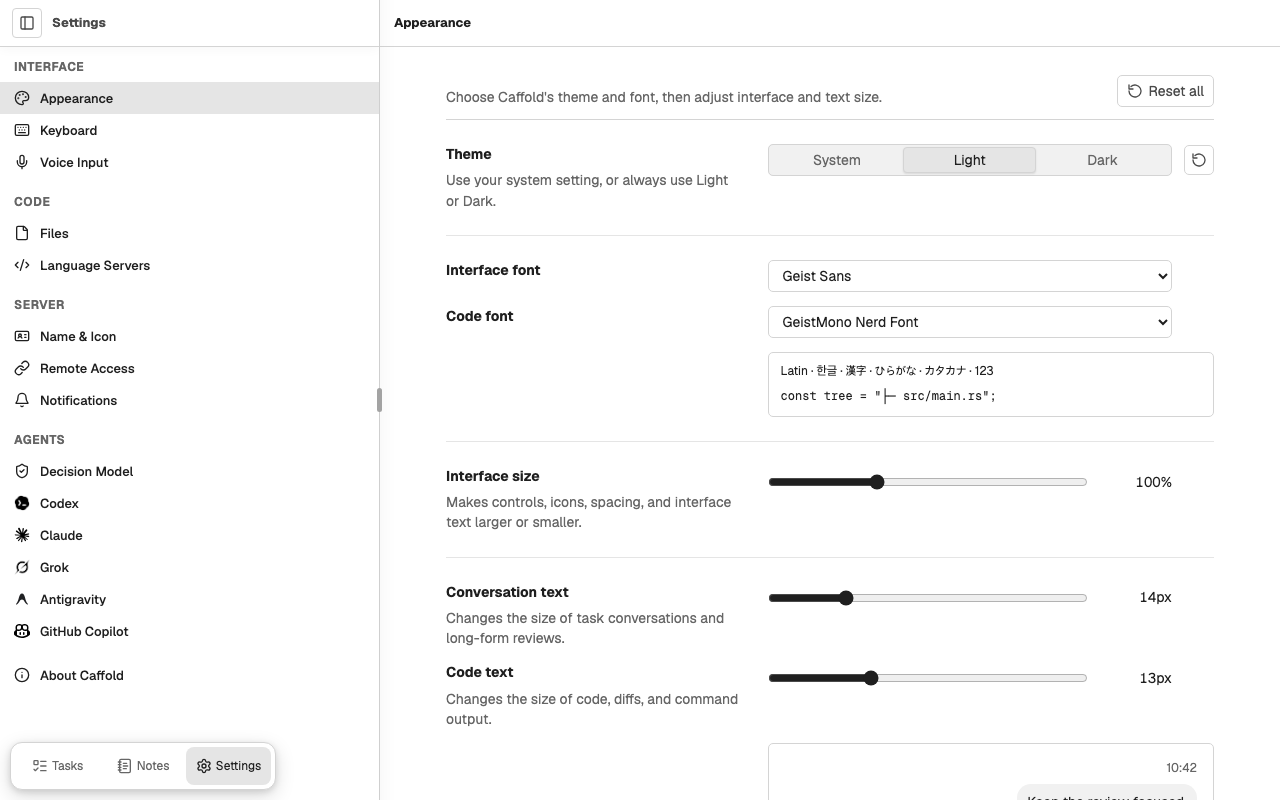 Settings
INTERFACE
Appearance
Keyboard
Voice Input
CODE
Files
Language Servers
SERVER
Name & Icon
Remote Access
Notifications
AGENTS
Decision Model
Codex
Claude
Grok
Antigravity
GitHub Copilot
About Caffold
Tasks
Notes
Settings
Appearance
Choose Caffold's theme and font, then adjust interface and text size.
Reset all
Theme
Use your system setting, or always use Light
or Dark.
System
Light
Dark
Interface font
Geist Sans
Code font
GeistMono Nerd Font
Latin · 한글 · 漢字 · ひらがな · カタカナ · 123
const tree = "├─ src/main.rs";
Interface size
Makes controls, icons, spacing, and interface
text larger or smaller.
100%
Conversation text
Changes the size of task conversations and
long-form reviews.
14px
Code text
Changes the size of code, diffs, and command
output.
13px
10:42
Keep the review focused